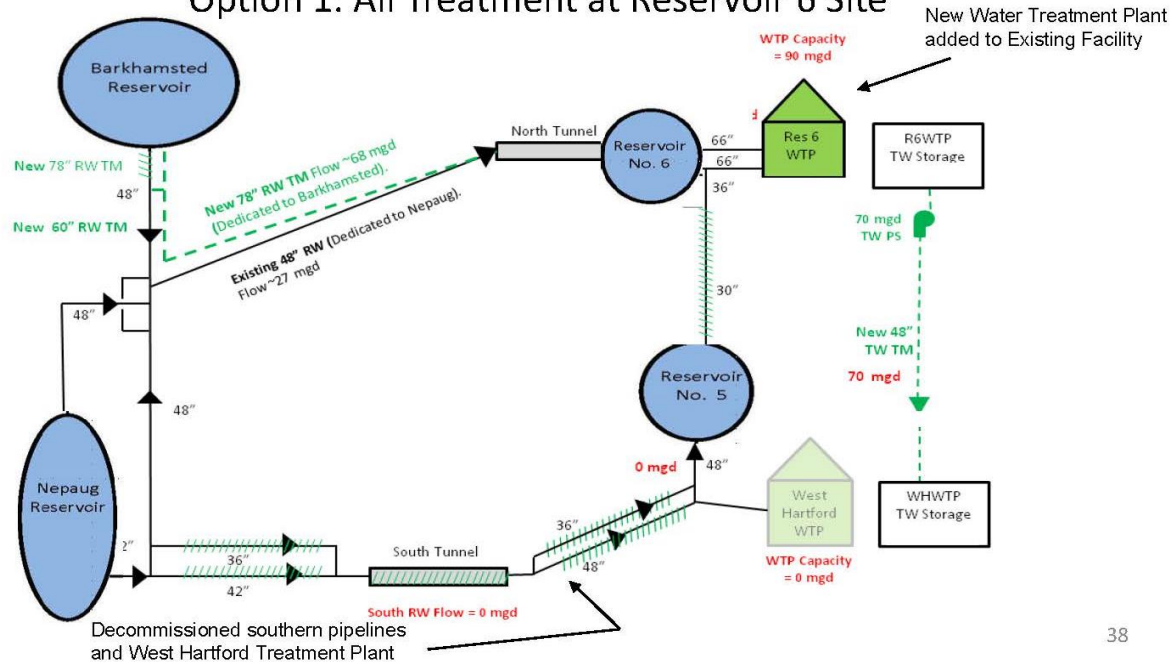 Option 1: All Treatment at Reservoir 6 Site
New Water Treatment Plant
added to Existing Facility
WTP Capacity
= 90 mgd
Barkhamsted
Reservoir
North Tunnel
Reservoir
No. 6
66"
66"
36"
Res 6
WTP
R6WTP
TW Storage
New 78" RW TM
48"
New 60" RW TM
New 78" RW TM Flow ~68 mgd
(Dedicated to Barkhamsted).
Existing 48" RW (Dedicated to Nepaug).
Flow ~27 mgd
70 mgd
TW PS
48"
30"
New 48"
TW TM
70 mgd
Reservoir
No. 5
48"
0 mgd
48"
Nepaug
Reservoir
2"
36"
42"
South Tunnel
South RW Flow = 0 mgd
36"
48"
West
Hartford
WTP
WTP Capacity
= 0 mgd
WHWTP
TW Storage
Decommissioned southern pipelines
and West Hartford Treatment Plant
38